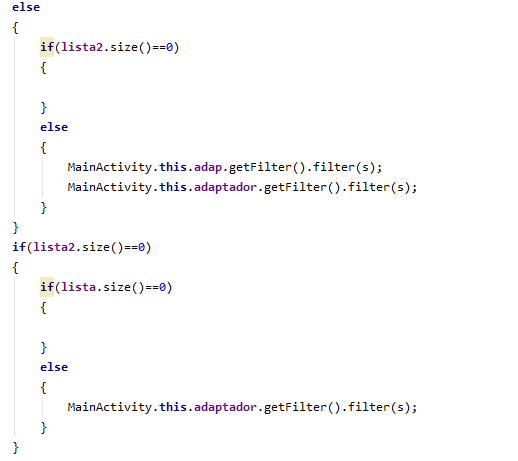 else
{
if(lista2.size()==0)
{
}
else
{
MainActivity.this.adap.getFilter().filter(s);
MainActivity.this.adaptador.getFilter().filter(s);
}
}
if(lista2.size()==0)
{
if(lista.size()==0)
{
}
else
{
MainActivity.this.adaptador.getFilter().filter(s);
}
}